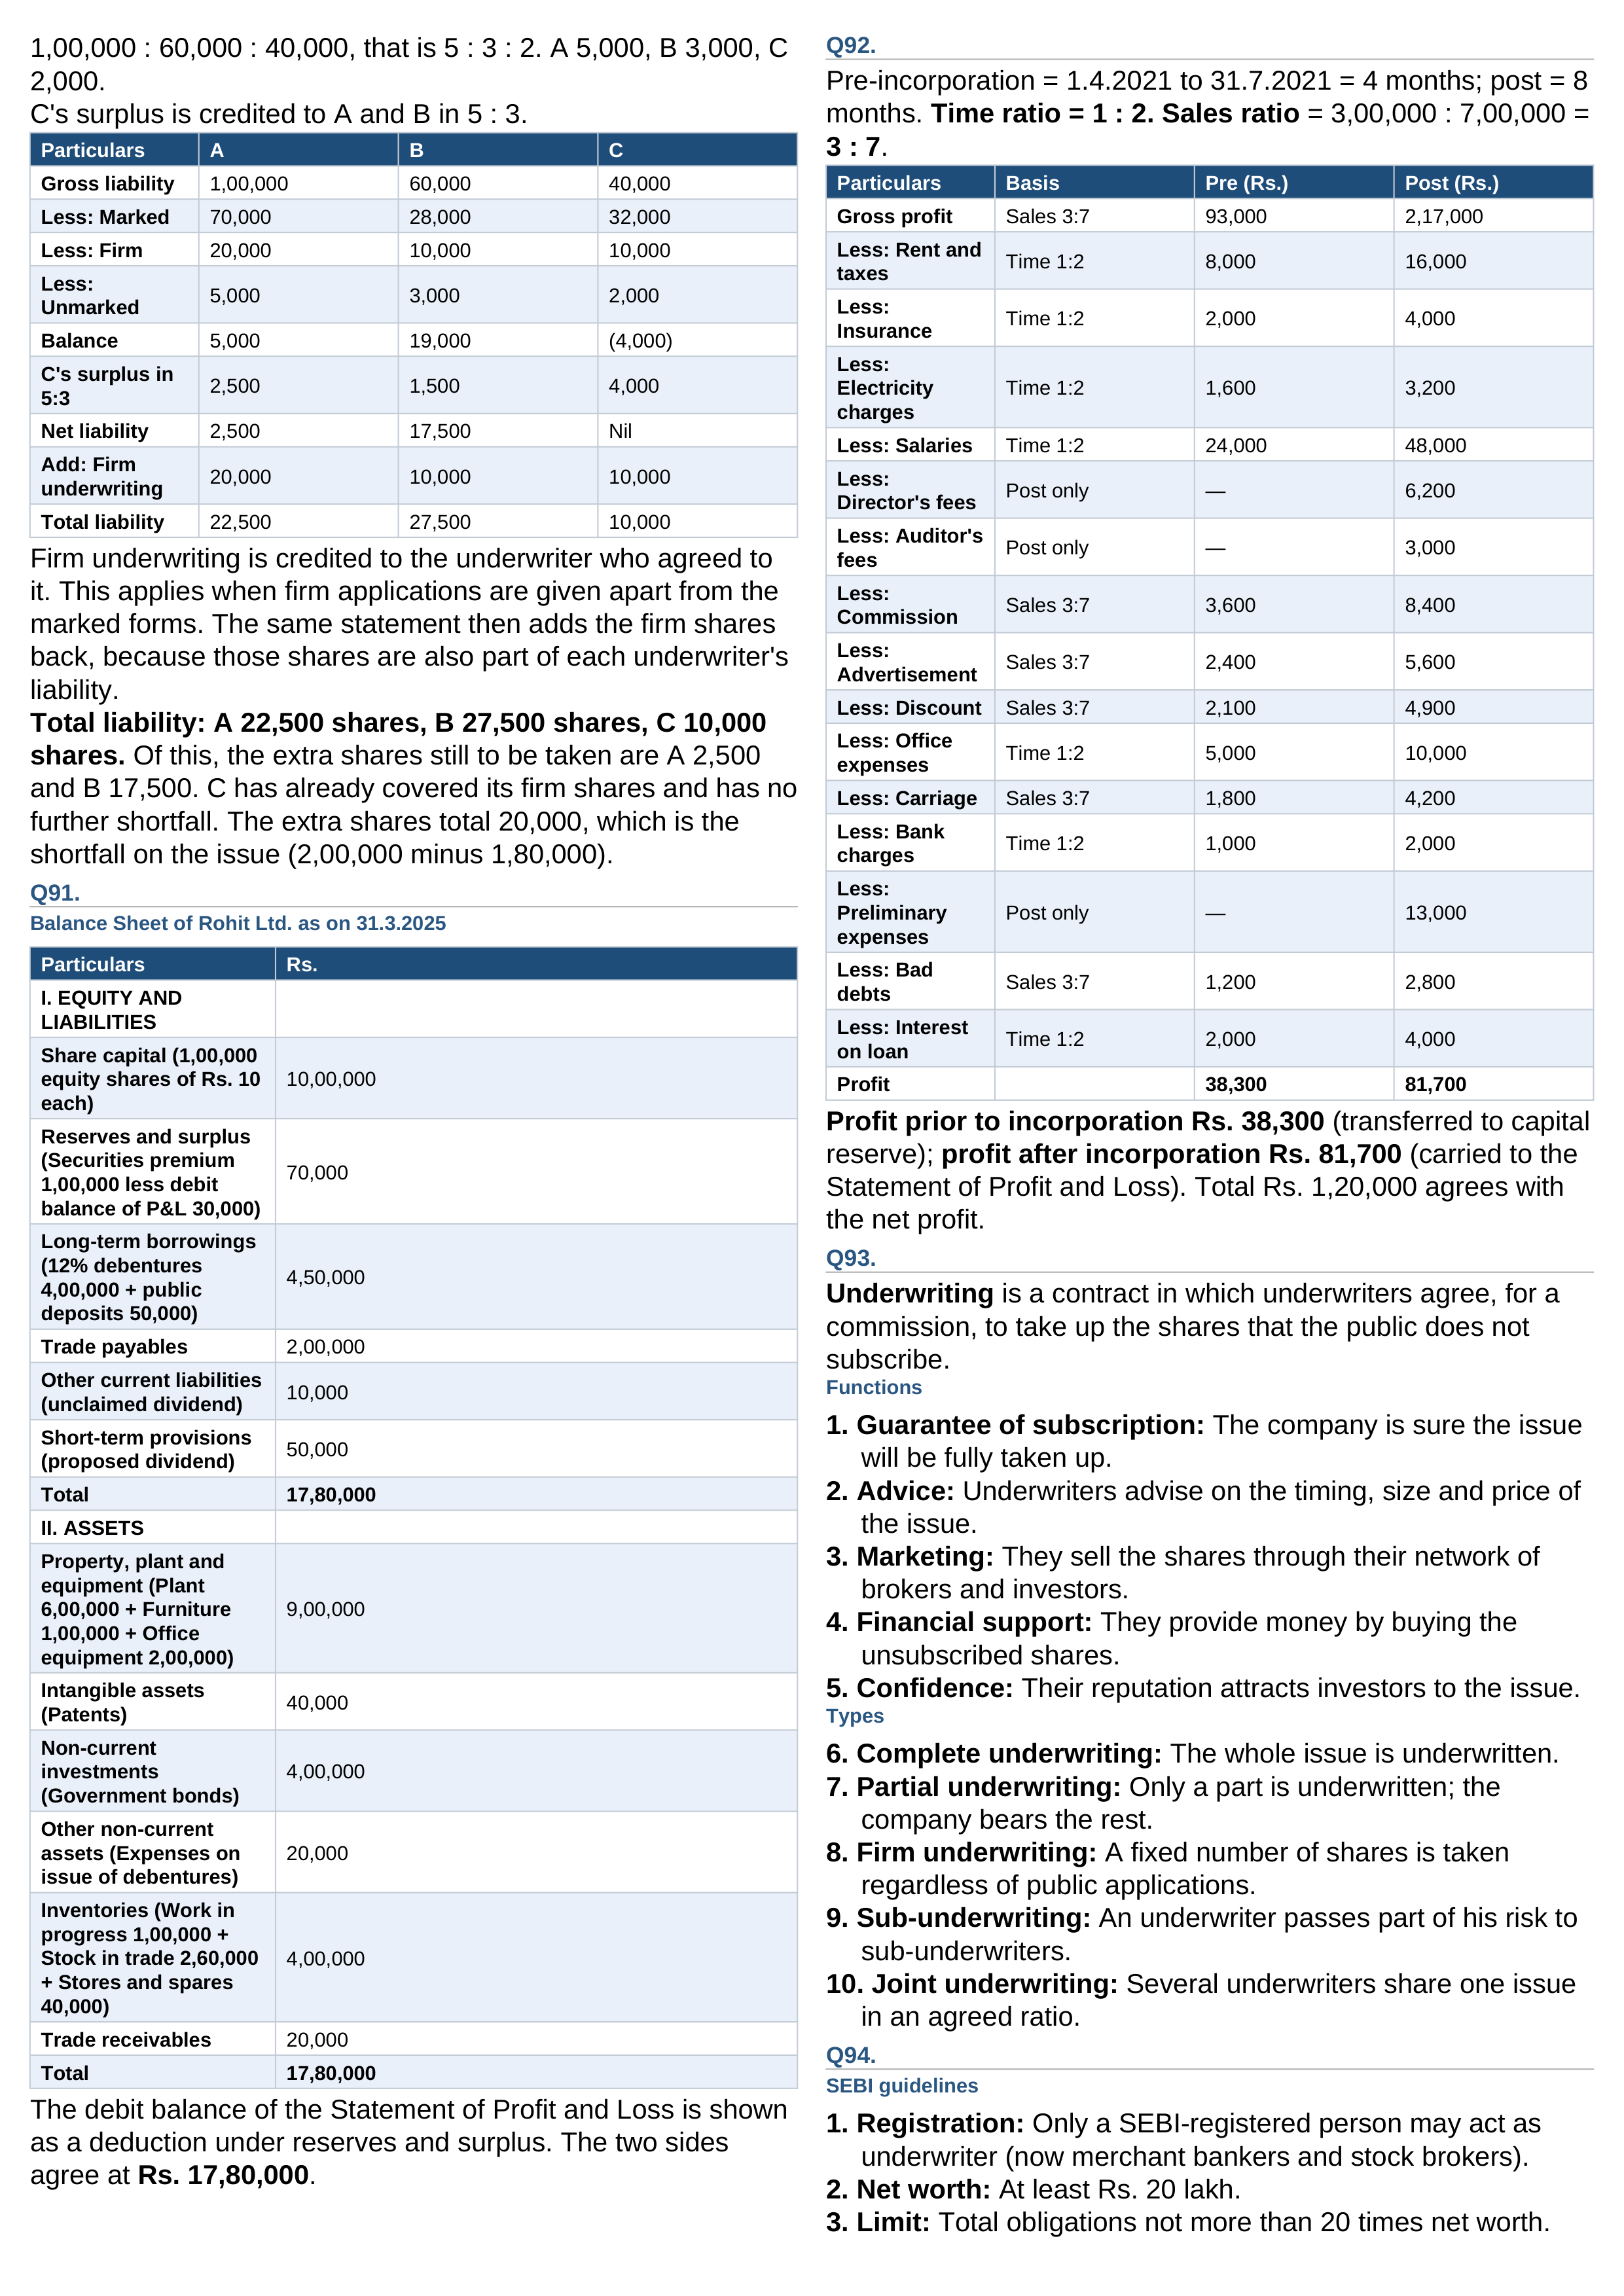 1,00,000 : 60,000 : 40,000, that is 5 : 3 : 2. A 5,000, B 3,000, C
2,000.
C's surplus is credited to A and B in 5 : 3.
Particulars A B C
Gross liability 1,00,000 60,000 40,000
Less: Marked 70,000 28,000 32,000
Less: Firm 20,000 10,000 10,000
Less:
Unmarked 5,000 3,000 2,000
Balance 5,000 19,000 (4,000)
C's surplus in
5:3 2,500 1,500 4,000
Net liability 2,500 17,500 Nil
Add: Firm
underwriting 20,000 10,000 10,000
Total liability 22,500 27,500 10,000
Firm underwriting is credited to the underwriter who agreed to
it. This applies when firm applications are given apart from the
marked forms. The same statement then adds the firm shares
back, because those shares are also part of each underwriter's
liability.
Total liability: A 22,500 shares, B 27,500 shares, C 10,000
shares. Of this, the extra shares still to be taken are A 2,500
and B 17,500. C has already covered its firm shares and has no
further shortfall. The extra shares total 20,000, which is the
shortfall on the issue (2,00,000 minus 1,80,000).
Q91.
Balance Sheet of Rohit Ltd. as on 31.3.2025
Particulars Rs.
I. EQUITY AND
LIABILITIES
Share capital (1,00,000
equity shares of Rs. 10
each) 10,00,000
Reserves and surplus
(Securities premium
1,00,000 less debit
balance of P&L 30,000) 70,000
Long-term borrowings
(12% debentures
4,00,000 + public
deposits 50,000) 4,50,000
Trade payables 2,00,000
Other current liabilities
(unclaimed dividend) 10,000
Short-term provisions
(proposed dividend) 50,000
Total 17,80,000
II. ASSETS
Property, plant and
equipment (Plant
6,00,000 + Furniture
1,00,000 + Office
equipment 2,00,000) 9,00,000
Intangible assets
(Patents) 40,000
Non-current
investments
(Government bonds) 4,00,000
Other non-current
assets (Expenses on
issue of debentures) 20,000
Inventories (Work in
progress 1,00,000 +
Stock in trade 2,60,000
+ Stores and spares
40,000) 4,00,000
Trade receivables 20,000
Total 17,80,000
The debit balance of the Statement of Profit and Loss is shown
as a deduction under reserves and surplus. The two sides
agree at Rs. 17,80,000.
Q92.
Pre-incorporation = 1.4.2021 to 31.7.2021 = 4 months; post = 8
months. Time ratio = 1 : 2. Sales ratio = 3,00,000 : 7,00,000 =
3 : 7.
Particulars Basis Pre (Rs.) Post (Rs.)
Gross profit Sales 3:7 93,000 2,17,000
Less: Rent and
taxes Time 1:2 8,000 16,000
Less:
Insurance Time 1:2 2,000 4,000
Less:
Electricity
charges Time 1:2 1,600 3,200
Less: Salaries Time 1:2 24,000 48,000
Less:
Director's fees Post only — 6,200
Less: Auditor's
fees Post only — 3,000
Less:
Commission Sales 3:7 3,600 8,400
Less:
Advertisement Sales 3:7 2,400 5,600
Less: Discount Sales 3:7 2,100 4,900
Less: Office
expenses Time 1:2 5,000 10,000
Less: Carriage Sales 3:7 1,800 4,200
Less: Bank
charges Time 1:2 1,000 2,000
Less:
Preliminary
expenses Post only — 13,000
Less: Bad
debts Sales 3:7 1,200 2,800
Less: Interest
on loan Time 1:2 2,000 4,000
Profit 38,300 81,700
Profit prior to incorporation Rs. 38,300 (transferred to capital
reserve); profit after incorporation Rs. 81,700 (carried to the
Statement of Profit and Loss). Total Rs. 1,20,000 agrees with
the net profit.
Q93.
Underwriting is a contract in which underwriters agree, for a
commission, to take up the shares that the public does not
subscribe.
Functions
1. Guarantee of subscription: The company is sure the issue
will be fully taken up.
2. Advice: Underwriters advise on the timing, size and price of
the issue.
3. Marketing: They sell the shares through their network of
brokers and investors.
4. Financial support: They provide money by buying the
unsubscribed shares.
5. Confidence: Their reputation attracts investors to the issue.
Types
6. Complete underwriting: The whole issue is underwritten.
7. Partial underwriting: Only a part is underwritten; the
company bears the rest.
8. Firm underwriting: A fixed number of shares is taken
regardless of public applications.
9. Sub-underwriting: An underwriter passes part of his risk to
sub-underwriters.
10. Joint underwriting: Several underwriters share one issue
in an agreed ratio.
Q94.
SEBI guidelines
1. Registration: Only a SEBI-registered person may act as
underwriter (now merchant bankers and stock brokers).
2. Net worth: At least Rs. 20 lakh.
3. Limit: Total obligations not more than 20 times net worth.